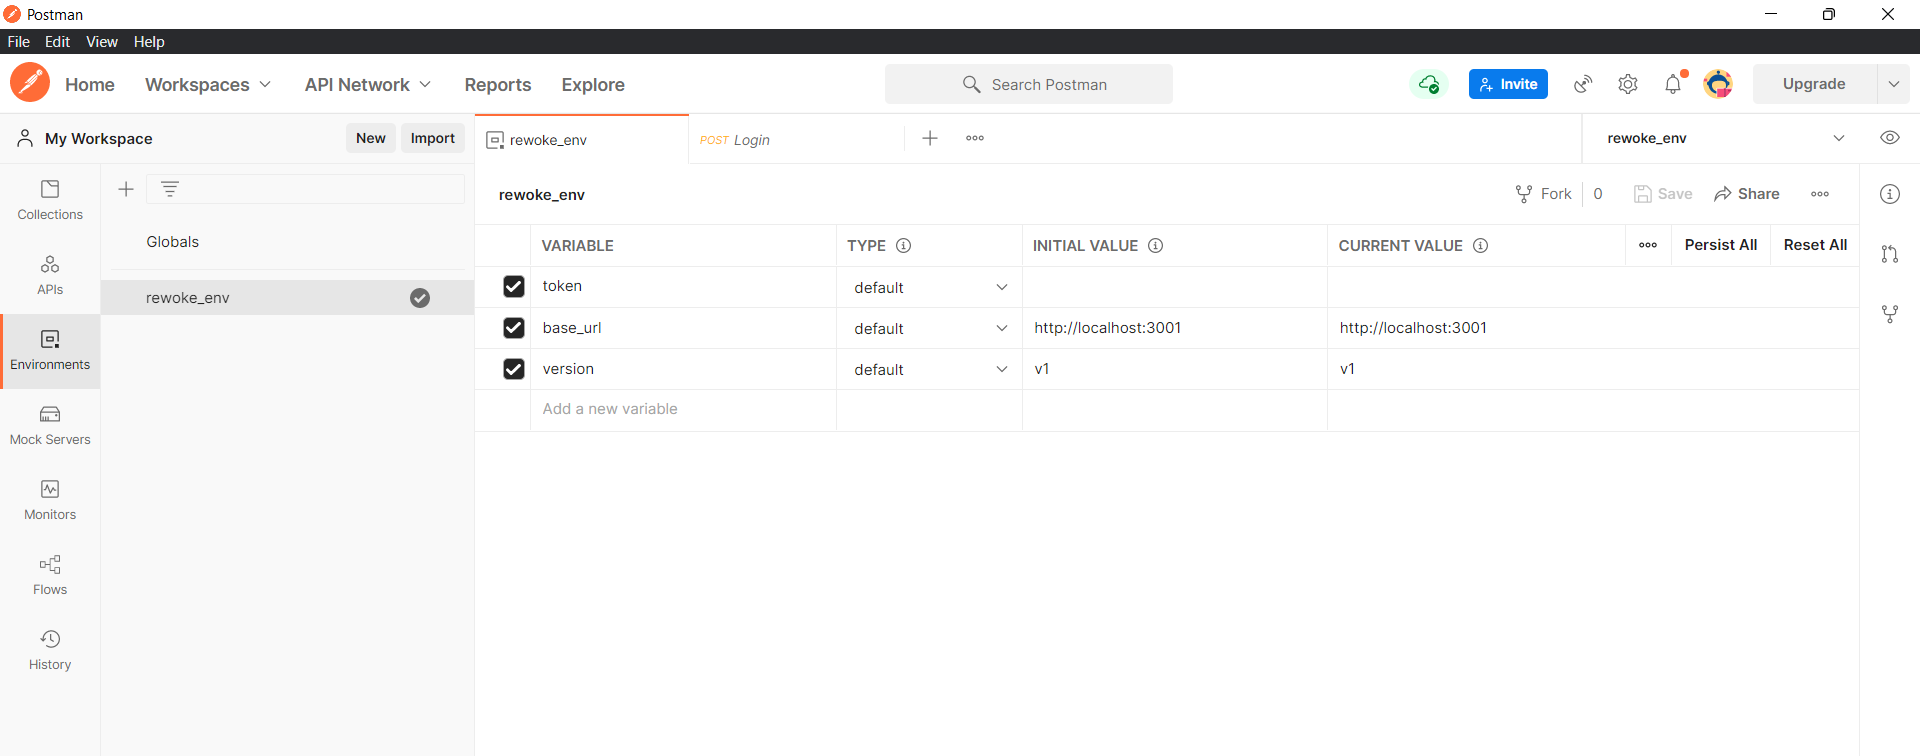 Postman
File Edit View Help
Home Workspaces API Network Reports Explore Search Postman Invite Upgrade
My Workspace New Import rewoke_env POST Login rewoke_env
Collections
APIs
Environments
Mock Servers
Monitors
Flows
History
Globals
rewoke_env
rewoke_env Fork 0 Save Share
VARIABLE TYPE INITIAL VALUE CURRENT VALUE Persist All Reset All
token default
base_url default http://localhost:3001 http://localhost:3001
version default v1 v1
Add a new variable